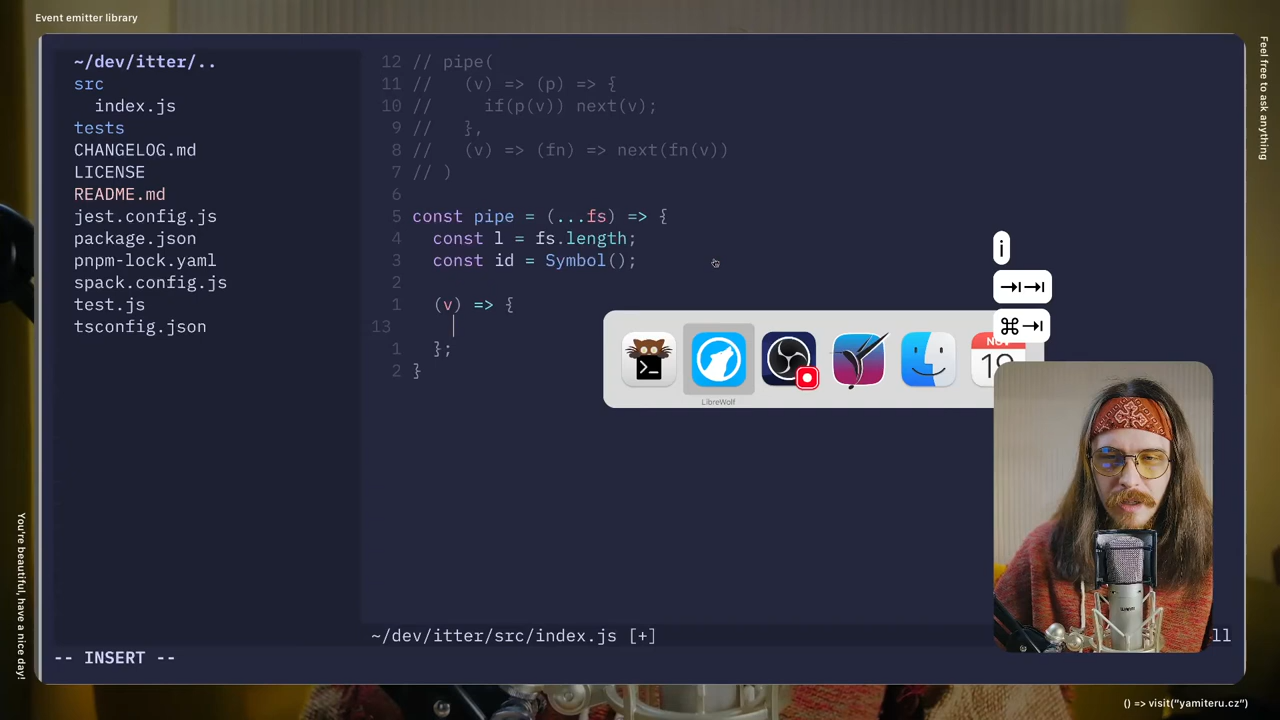 Event emitter library
Feel free to ask anything
~/dev/itter/..
src
index.js
tests
CHANGELOG.md
LICENSE
README.md
jest.config.js
package.json
pnpm-lock.yaml
spack.config.js
test.js
tsconfig.json
12 // pipe(
11 //   (v) => (p) => {
10 //     if(p(v)) next(v);
9 //   },
8 //   (v) => (fn) => next(fn(v))
7 // )
6
5 const pipe = (...fs) => {
4   const l = fs.length;
3   const id = Symbol();
2
1   (v) => {
13
1   };
2 }
i
⇥⇥
⌘⇥
>_
NOV
19
LibreWolf
~/dev/itter/src/index.js [+]
ll
-- INSERT --
You're beautiful, have a nice day!
() => visit("yamiteru.cz")